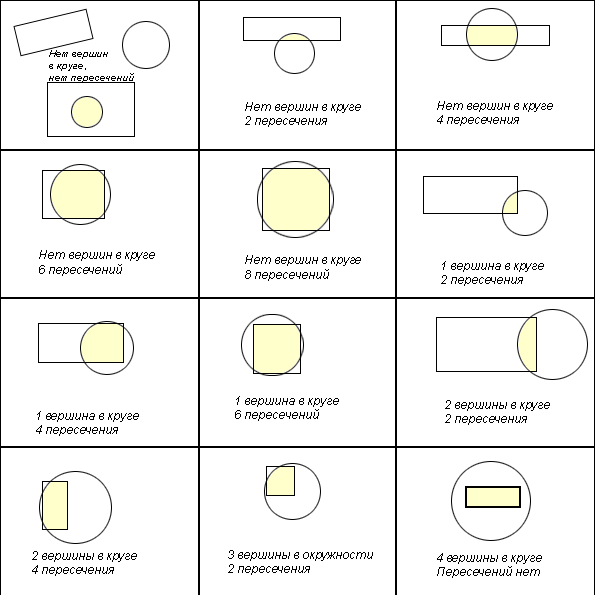 Нем вершин
в круге,
нем пересечений
Нет вершин в круге
2 пересечения
Нет вершин в круге
4 пересечения
Нет вершин в круге
6 пересечений
Нет вершин в круге
8 пересечений
1 вершина в круге
2 пересечения
1 вершина в круге
4 пересечения
1 вершина в круге
6 пересечений
2 вершины в круге
2 пересечения
2 вершины в круге
4 пересечения
3 вершины в окружности
2 пересечения
4 вершины в круге
Пересечений нет